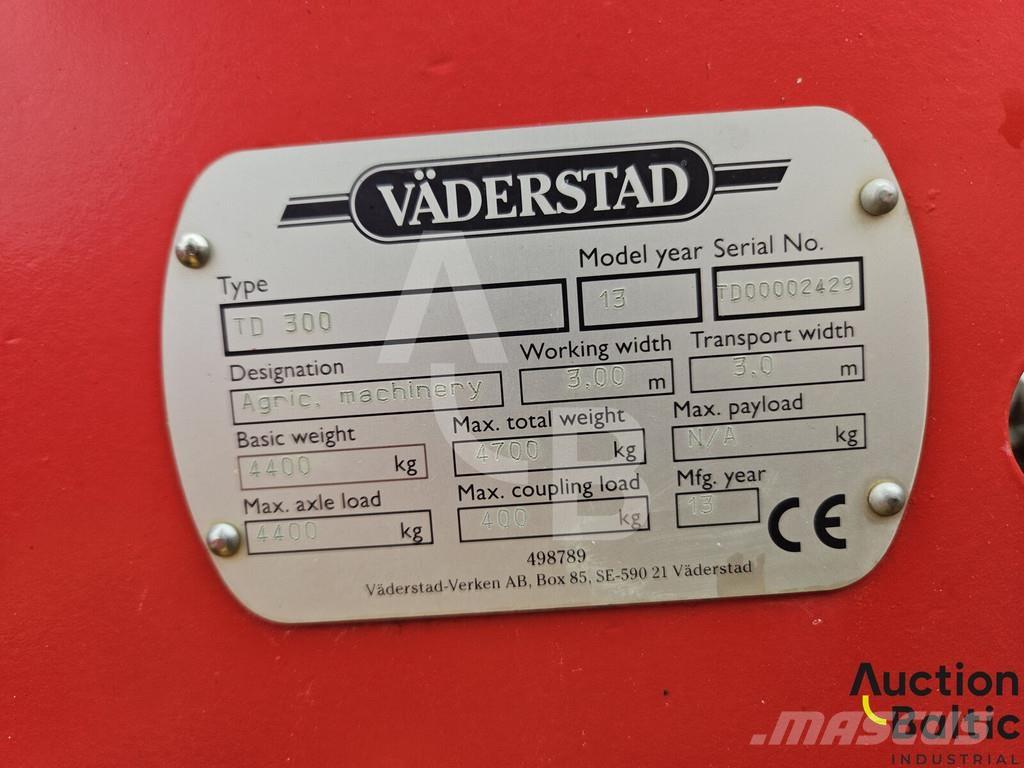 VÄDERSTAD
Type Model year Serial No.
TD 300 13 TD00002429
Designation Working width Transport width
Agric. machinery 3.00 m 3.0 m
Basic weight Max. total weight Max. payload
4400 kg 4700 kg N/A kg
Max. axle load Max. coupling load Mfg. year
4400 kg 400 kg 13 CE
498789
Väderstad-Verken AB, Box 85, SE-590 21 Väderstad
AB
Auction
Baltic
INDUSTRIAL
MASCUS